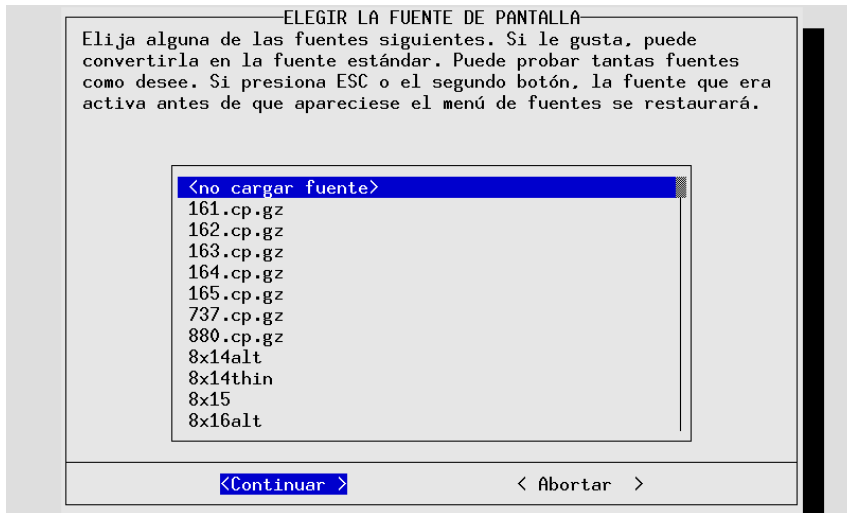 ELEGIR LA FUENTE DE PANTALLA
Elija alguna de las fuentes siguientes. Si le gusta, puede
convertirla en la fuente estándar. Puede probar tantas fuentes
como desee. Si presiona ESC o el segundo botón, la fuente que era
activa antes de que apareciese el menú de fuentes se restaurará.
<no cargar fuente>
161.cp.gz
162.cp.gz
163.cp.gz
164.cp.gz
165.cp.gz
737.cp.gz
880.cp.gz
8x14alt
8x14thin
8x15
8x16alt
<Continuar > < Abortar >